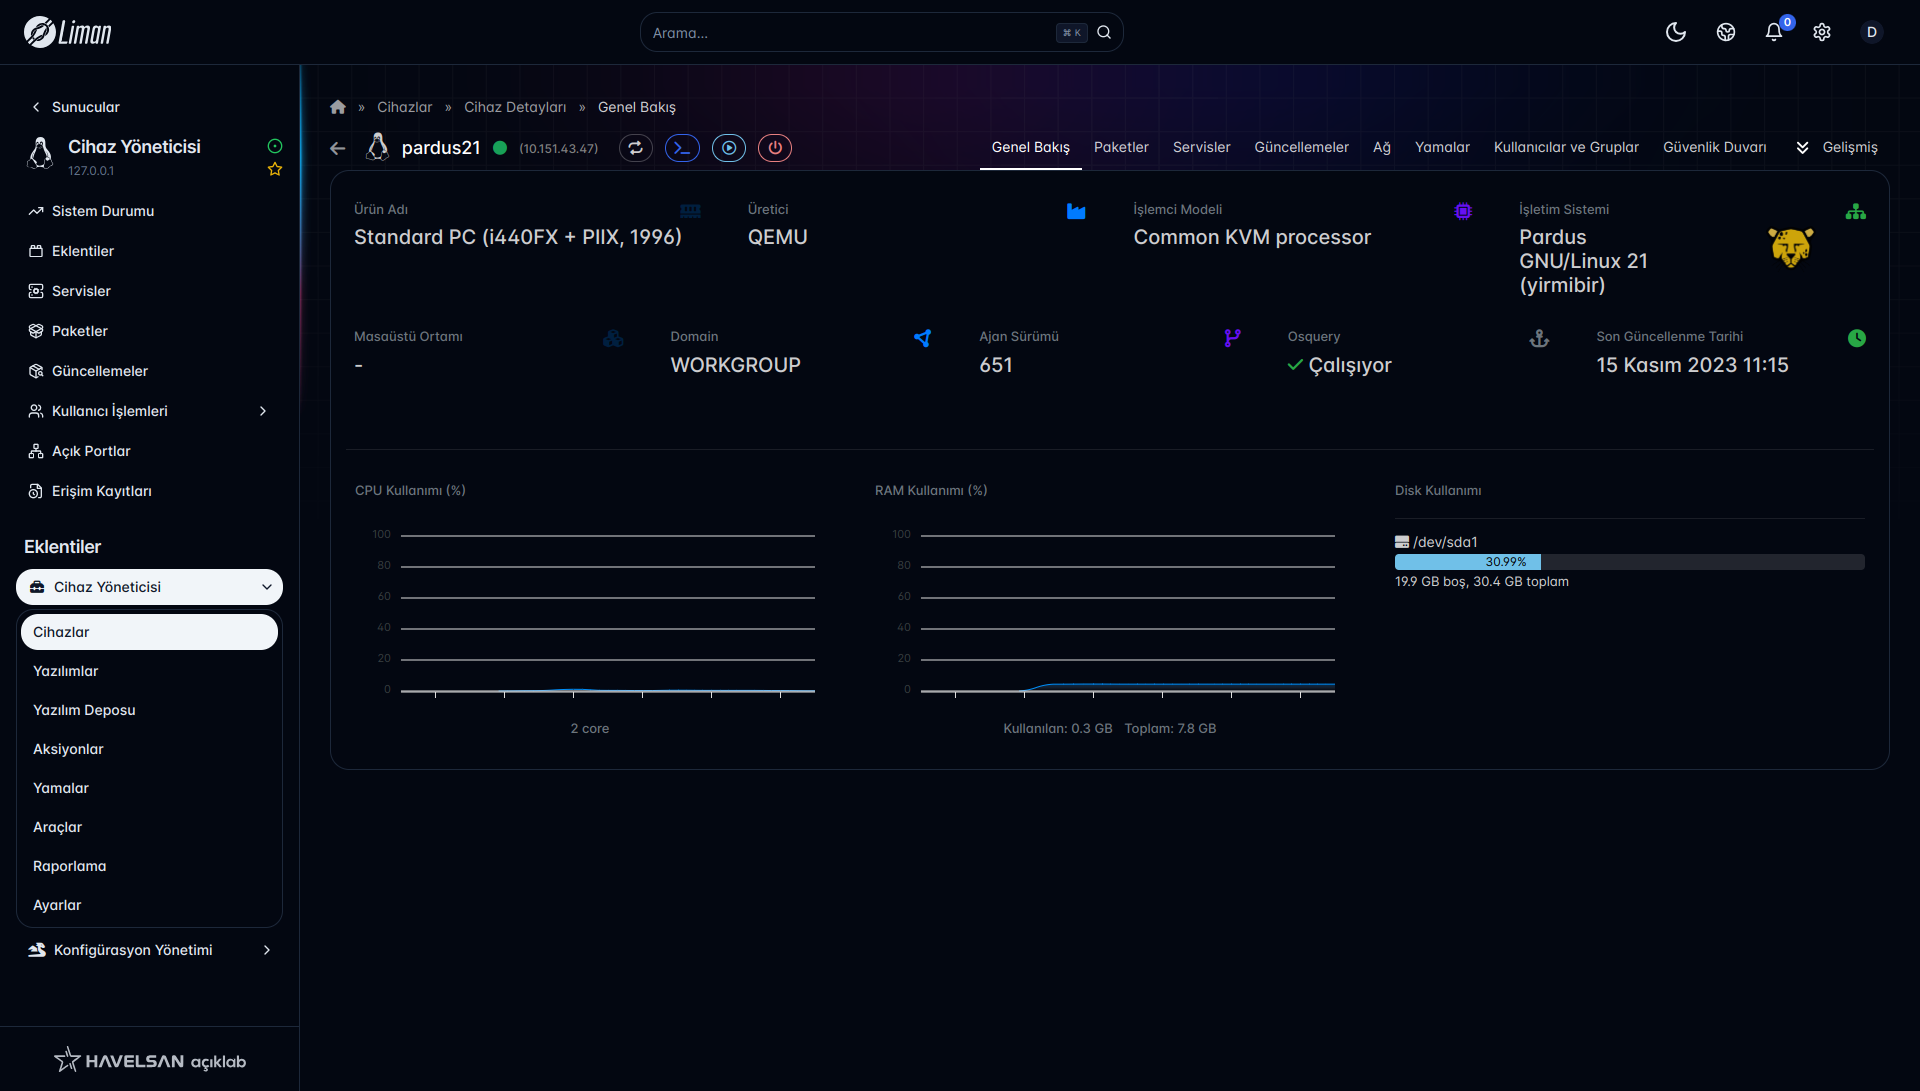 Liman
Arama...
⌘ K
0
D
Sunucular
Cihaz Yöneticisi
127.0.0.1
Sistem Durumu
Eklentiler
Servisler
Paketler
Güncellemeler
Kullanıcı İşlemleri
Açık Portlar
Erişim Kayıtları
Eklentiler
Cihaz Yöneticisi
Cihazlar
Yazılımlar
Yazılım Deposu
Aksiyonlar
Yamalar
Araçlar
Raporlama
Ayarlar
Konfigürasyon Yönetimi
HAVELSAN açıklab
» Cihazlar » Cihaz Detayları » Genel Bakış
pardus21 (10.151.43.47)
Genel Bakış Paketler Servisler Güncellemeler Ağ Yamalar Kullanıcılar ve Gruplar Güvenlik Duvarı Gelişmiş
Ürün Adı
Standard PC (i440FX + PIIX, 1996)
Üretici
QEMU
İşlemci Modeli
Common KVM processor
İşletim Sistemi
Pardus
GNU/Linux 21
(yirmibir)
Masaüstü Ortamı
-
Domain
WORKGROUP
Ajan Sürümü
651
Osquery
Çalışıyor
Son Güncellenme Tarihi
15 Kasım 2023 11:15
CPU Kullanımı (%)
100
80
60
40
20
0
2 core
RAM Kullanımı (%)
100
80
60
40
20
0
Kullanılan: 0.3 GB Toplam: 7.8 GB
Disk Kullanımı
/dev/sda1
30.99%
19.9 GB boş, 30.4 GB toplam